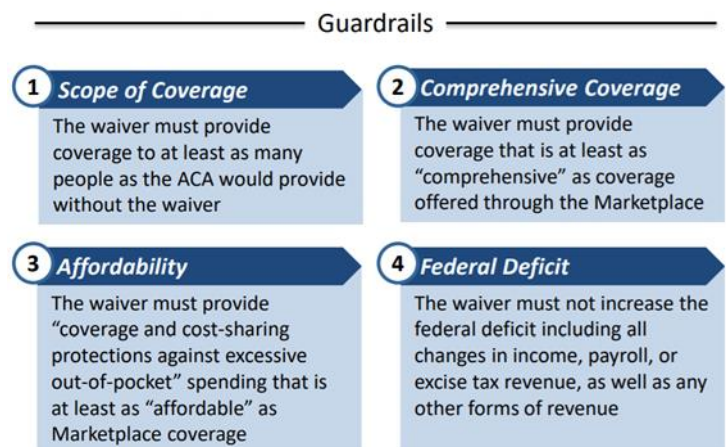 Guardrails
1 Scope of Coverage
The waiver must provide
coverage to at least as many
people as the ACA would provide
without the waiver
2 Comprehensive Coverage
The waiver must provide
coverage that is at least as
“comprehensive” as coverage
offered through the Marketplace
3 Affordability
The waiver must provide
“coverage and cost-sharing
protections against excessive
out-of-pocket” spending that is
at least as “affordable” as
Marketplace coverage
4 Federal Deficit
The waiver must not increase the
federal deficit including all
changes in income, payroll, or
excise tax revenue, as well as any
other forms of revenue